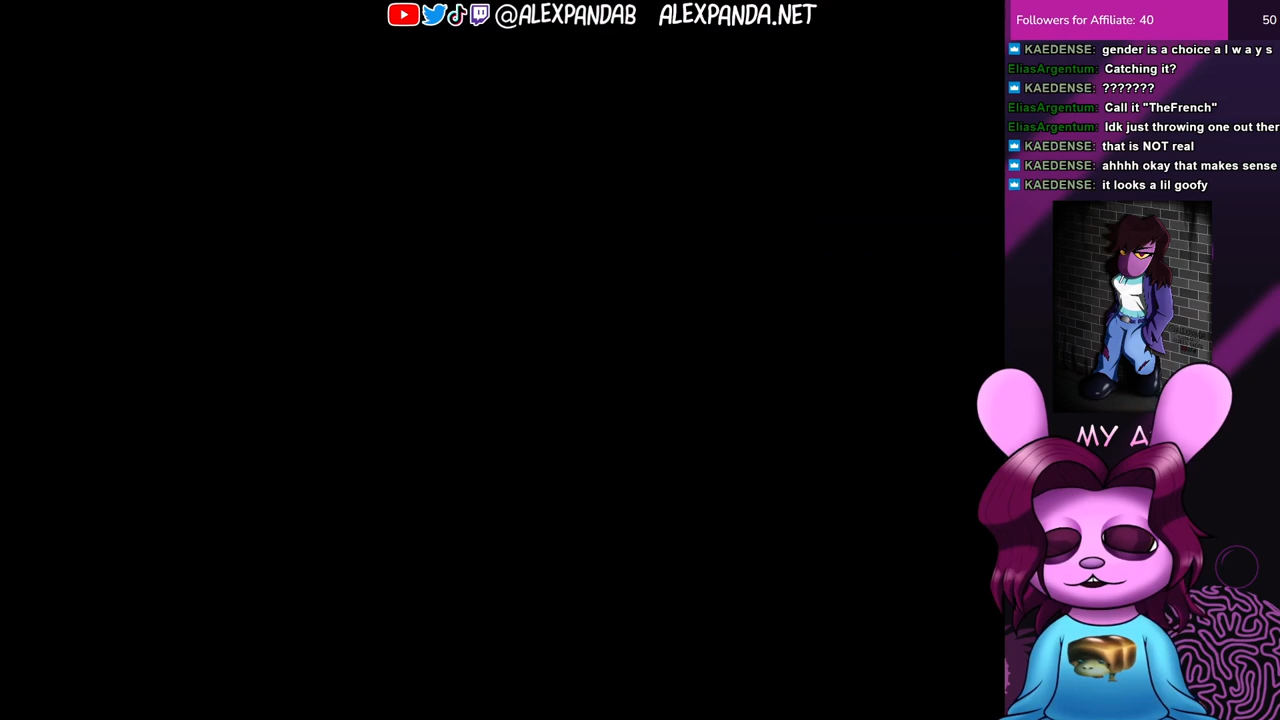 @ALEXPANDAB ALEXPANDA.NET
Followers for Affiliate: 40 50
KAEDENSE: gender is a choice a l w a y s
EliasArgentum: Catching it?
KAEDENSE: ???????
EliasArgentum: Call it "TheFrench"
EliasArgentum: Idk just throwing one out ther
KAEDENSE: that is NOT real
KAEDENSE: ahhhh okay that makes sense
KAEDENSE: it looks a lil goofy
MY A